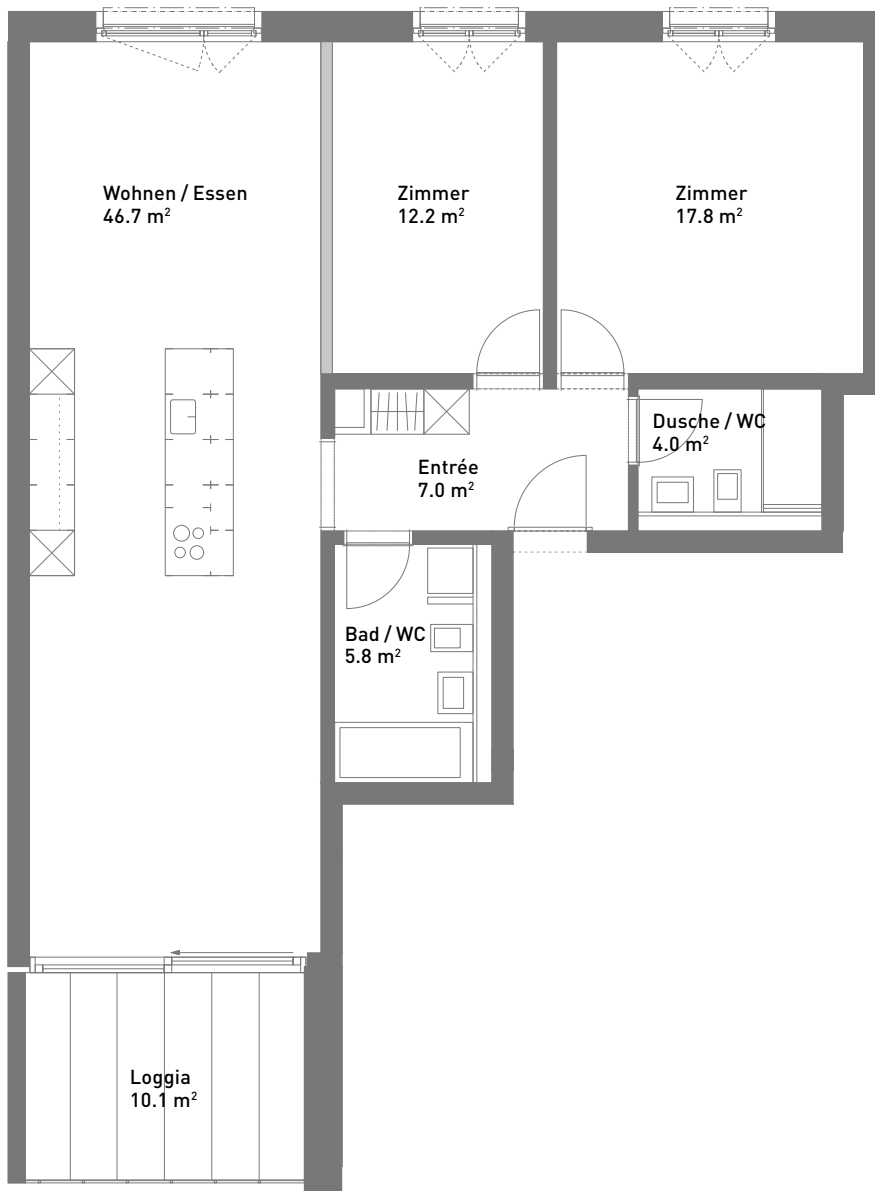 Wohnen / Essen
46.7 m²
Zimmer
12.2 m²
Zimmer
17.8 m²
Dusche / WC
4.0 m²
Entrée
7.0 m²
Bad / WC
5.8 m²
Loggia
10.1 m²